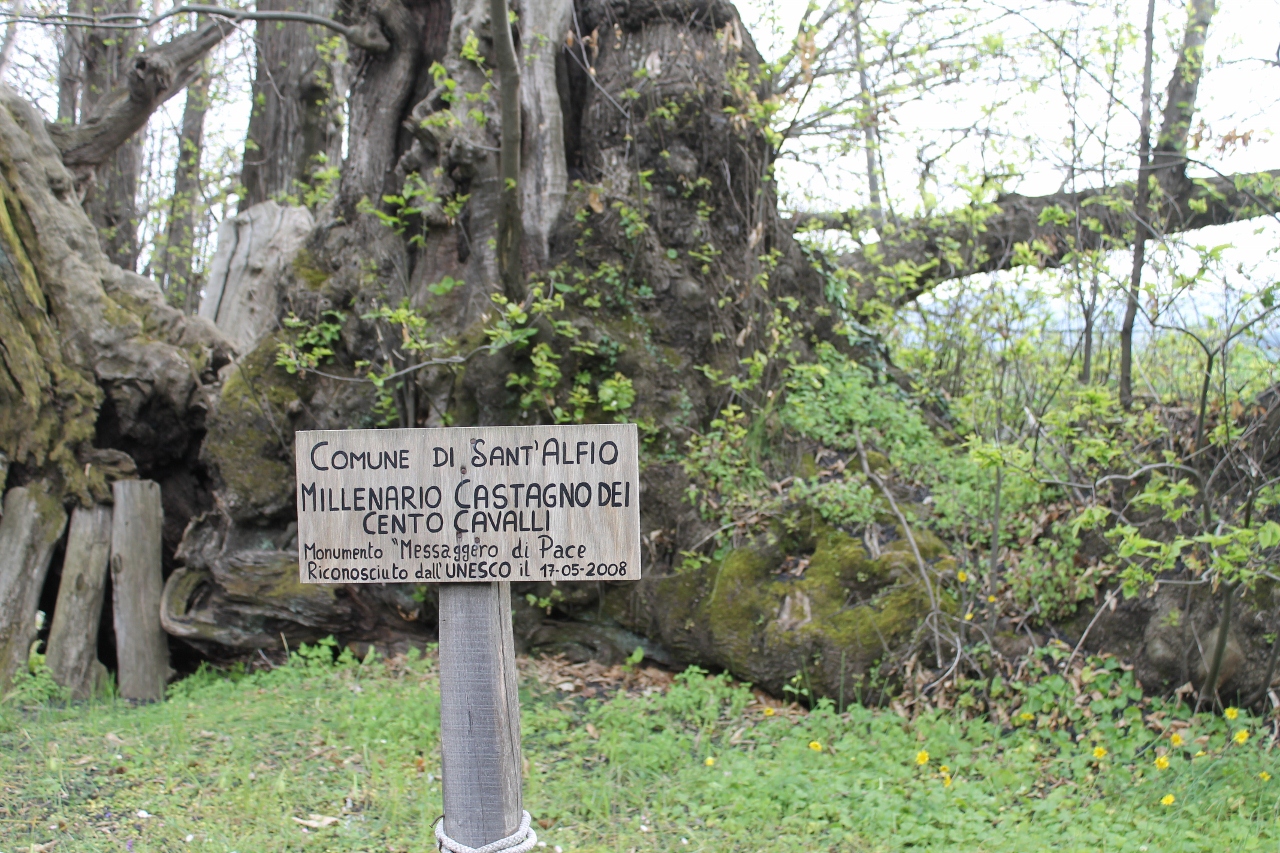 COMUNE DI SANT'ALFIO
MILLENARIO CASTAGNO DEI
CENTO CAVALLI
Monumento "Messaggero di Pace
Riconosciuto dall'UNESCO il 17-05-2008